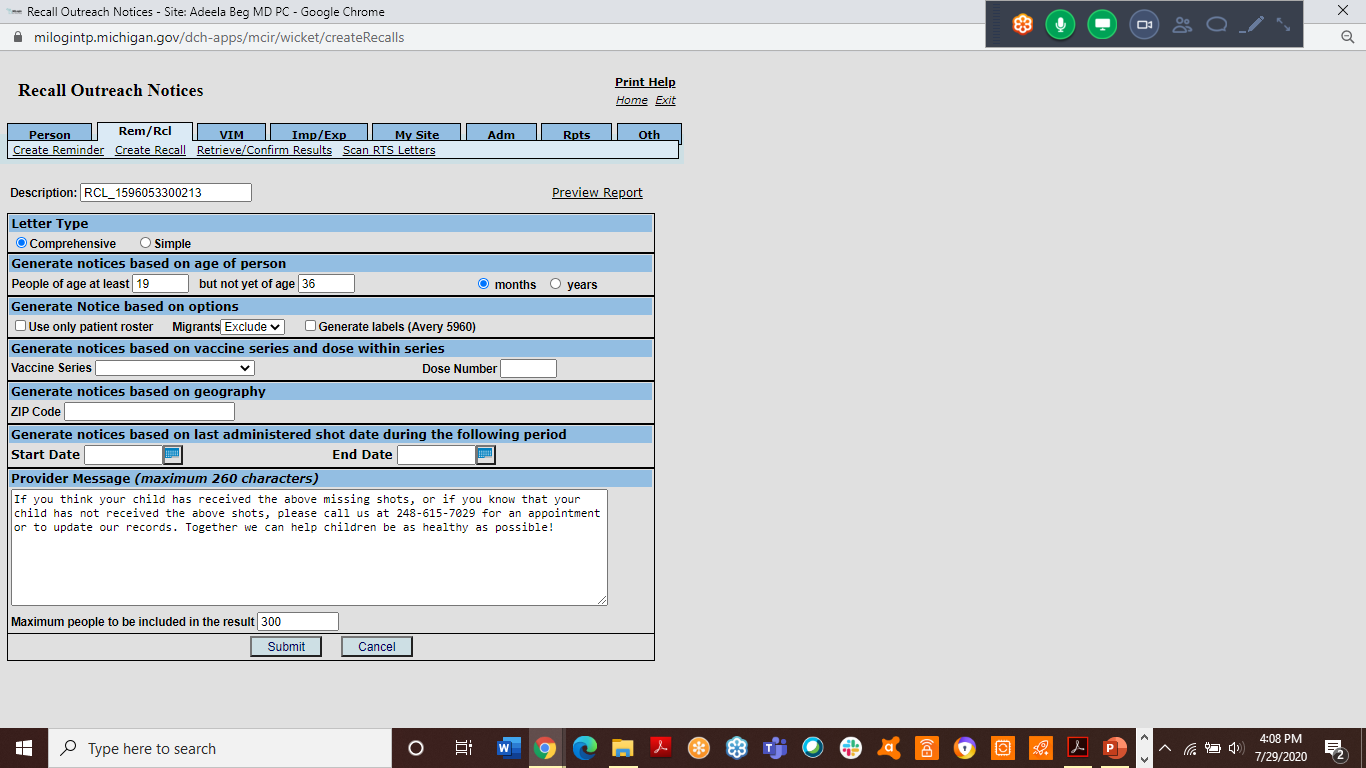 Recall Outreach Notices - Site: Adeela Beg MD PC - Google Chrome
milogintp.michigan.gov/dch-apps/mcir/wicket/createRecalls
Print Help
Recall Outreach Notices
Home Exit
Person Rem/Rcl VIM Imp/Exp My Site Adm Rpts Oth
Create Reminder Create Recall Retrieve/Confirm Results Scan RTS Letters
Description: RCL_1596053300213 Preview Report
Letter Type
Comprehensive Simple
Generate notices based on age of person
People of age at least 19 but not yet of age 36 months years
Generate Notice based on options
Use only patient roster Migrants Exclude Generate labels (Avery 5960)
Generate notices based on vaccine series and dose within series
Vaccine Series Dose Number
Generate notices based on geography
ZIP Code
Generate notices based on last administered shot date during the following period
Start Date End Date
Provider Message (maximum 260 characters)
If you think your child has received the above missing shots, or if you know that your
child has not received the above shots, please call us at 248-615-7029 for an appointment
or to update our records. Together we can help children be as healthy as possible!
Maximum people to be included in the result 300
Submit Cancel
Type here to search
4:08 PM
7/29/2020
2